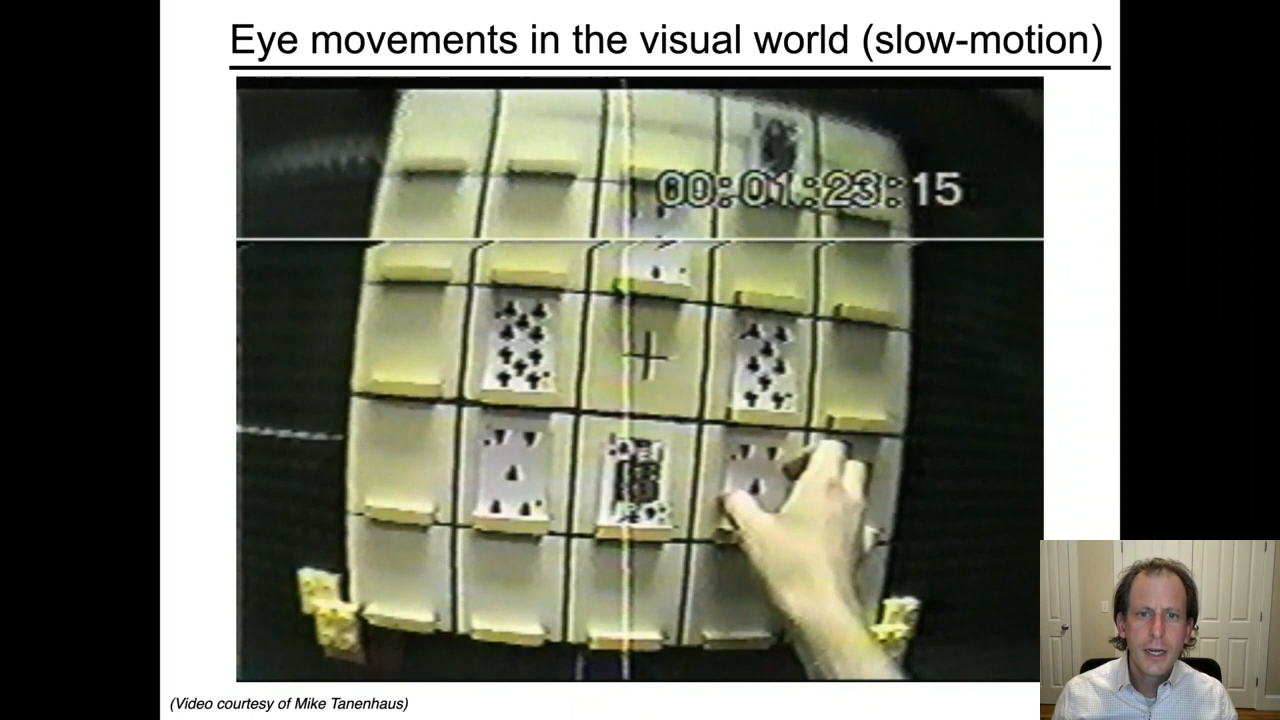 Eye movements in the visual world (slow-motion)
00:01:23:15
(Video courtesy of Mike Tanenhaus)